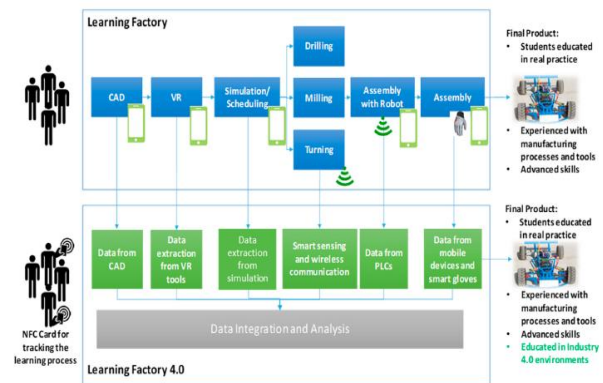 Learning Factory
Drilling
CAD
VR
Simulation/
Scheduling
Milling
Assembly
with Robot
Assembly
Turning
Final Product:
• Students educated
in real practice
• Experienced with
manufacturing
processes and tools
• Advanced skills
Data from
CAD
Data
extraction
from VR
tools
Data
extraction
from
simulation
Smart sensing
and wireless
communication
Data
from
PLCs
Data from
mobile
devices and
smart gloves
Data Integration and Analysis
NFC Card for
tracking the
learning process
Learning Factory 4.0
Final Product:
• Students educated
in real practice
• Experienced with
manufacturing
processes and tools
• Advanced skills
• Educated in Industry
4.0 environments